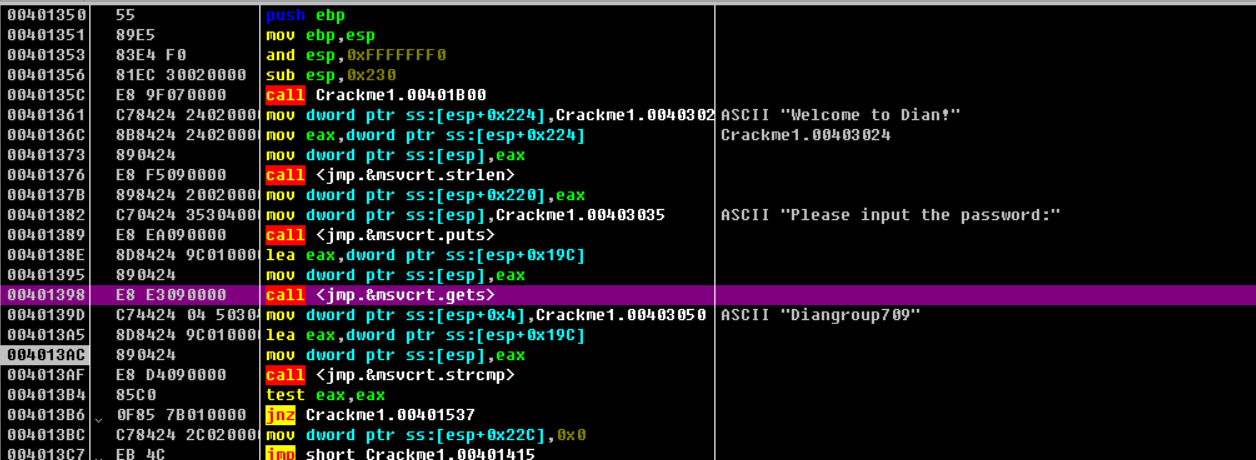 00401350 55 push ebp
00401351 89E5 mov ebp,esp
00401353 83E4 F0 and esp,0xFFFFFFF0
00401356 81EC 30020000 sub esp,0x230
0040135C E8 9F070000 call Crackme1.00401B00
00401361 C78424 24020000 mov dword ptr ss:[esp+0x224],Crackme1.0040302 ASCII "Welcome to Dian!"
0040136C 8B8424 24020000 mov eax,dword ptr ss:[esp+0x224] Crackme1.00403024
00401373 890424 mov dword ptr ss:[esp],eax
00401376 E8 F5090000 call <jmp.&msvcrt.strlen>
0040137B 898424 20020000 mov dword ptr ss:[esp+0x220],eax
00401382 C70424 35304000 mov dword ptr ss:[esp],Crackme1.00403035 ASCII "Please input the password:"
00401389 E8 EA090000 call <jmp.&msvcrt.puts>
0040138E 8D8424 9C010000 lea eax,dword ptr ss:[esp+0x19C]
00401395 890424 mov dword ptr ss:[esp],eax
00401398 E8 E3090000 call <jmp.&msvcrt.gets>
0040139D C74424 04 50304 mov dword ptr ss:[esp+0x4],Crackme1.00403050 ASCII "Diangroup709"
004013A5 8D8424 9C010000 lea eax,dword ptr ss:[esp+0x19C]
004013AC 890424 mov dword ptr ss:[esp],eax
004013AF E8 D4090000 call <jmp.&msvcrt.strcmp>
004013B4 85C0 test eax,eax
004013B6 0F85 7B010000 jnz Crackme1.00401537
004013BC C78424 2C020000 mov dword ptr ss:[esp+0x22C],0x0
004013C7 EB 4C jmp short Crackme1.00401415